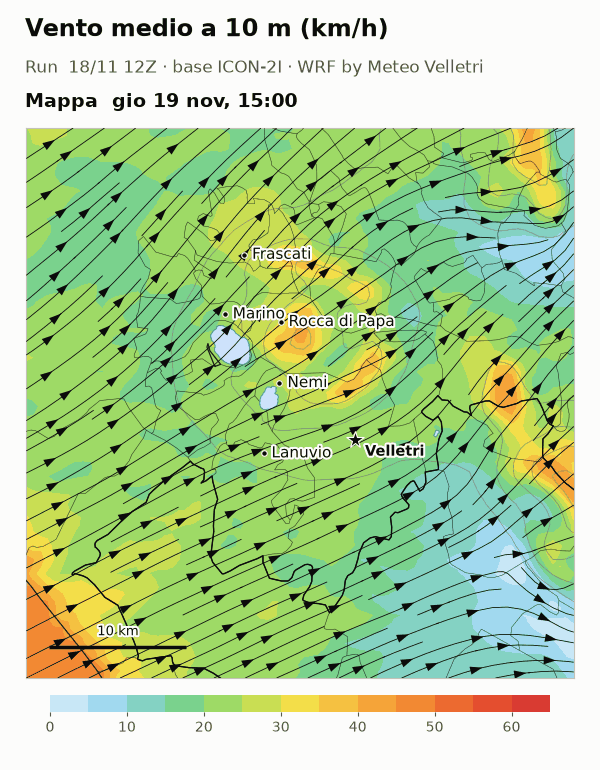 Vento medio a 10 m (km/h)
Run 18/11 12Z · base ICON-2I · WRF by Meteo Velletri
Mappa gio 19 nov, 15:00
Frascati
Marino
Rocca di Papa
Nemi
Velletri
Lanuvio
10 km
0 10 20 30 40 50 60